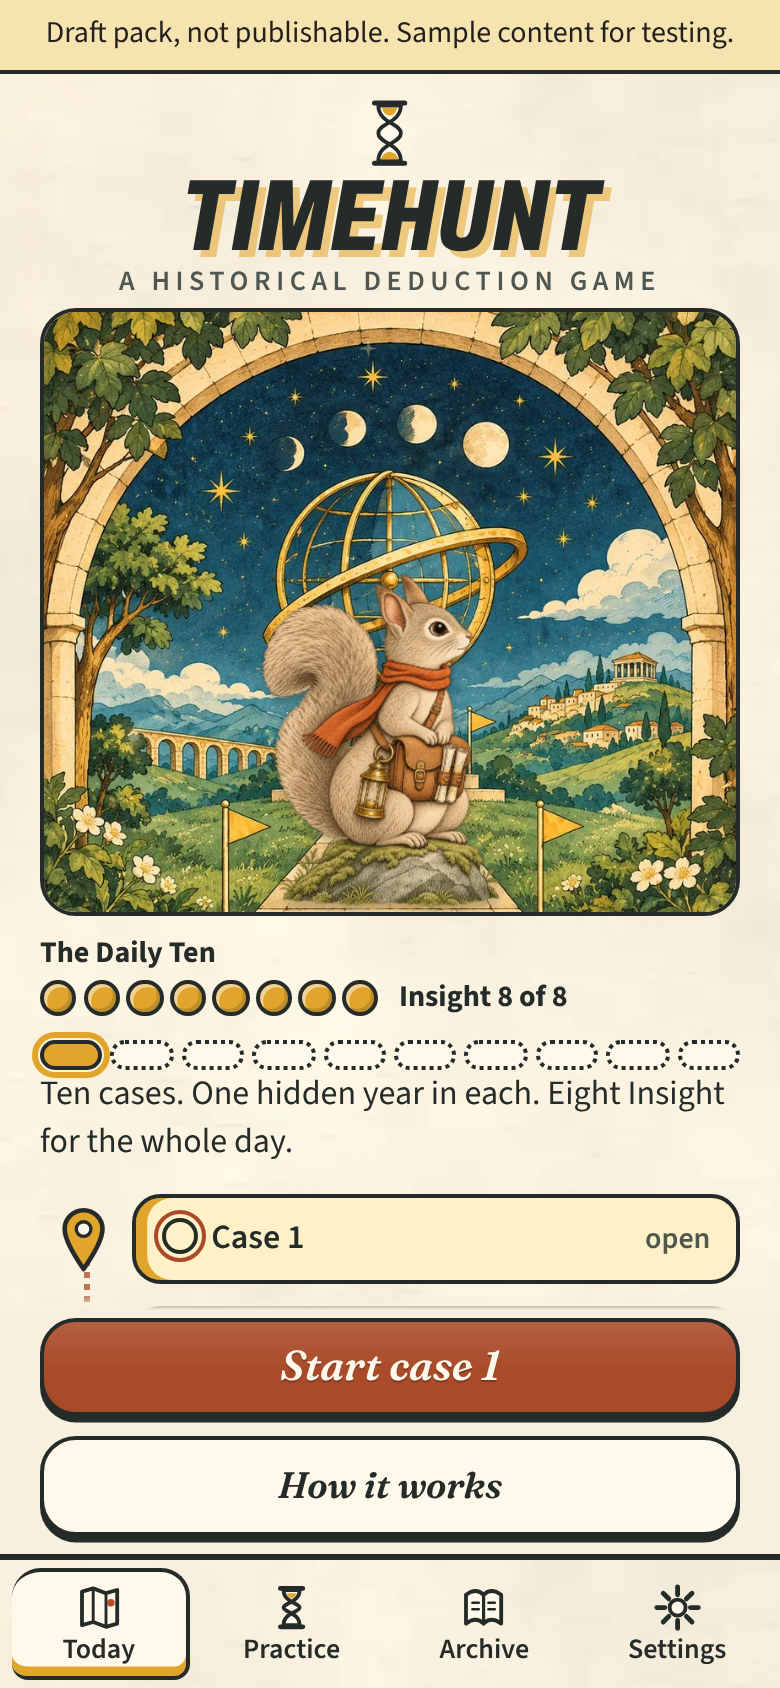 Draft pack, not publishable. Sample content for testing.
TIMEHUNT
A HISTORICAL DEDUCTION GAME
The Daily Ten
Insight 8 of 8
Ten cases. One hidden year in each. Eight Insight
for the whole day.
Case 1 open
Start case 1
How it works
Today Practice Archive Settings